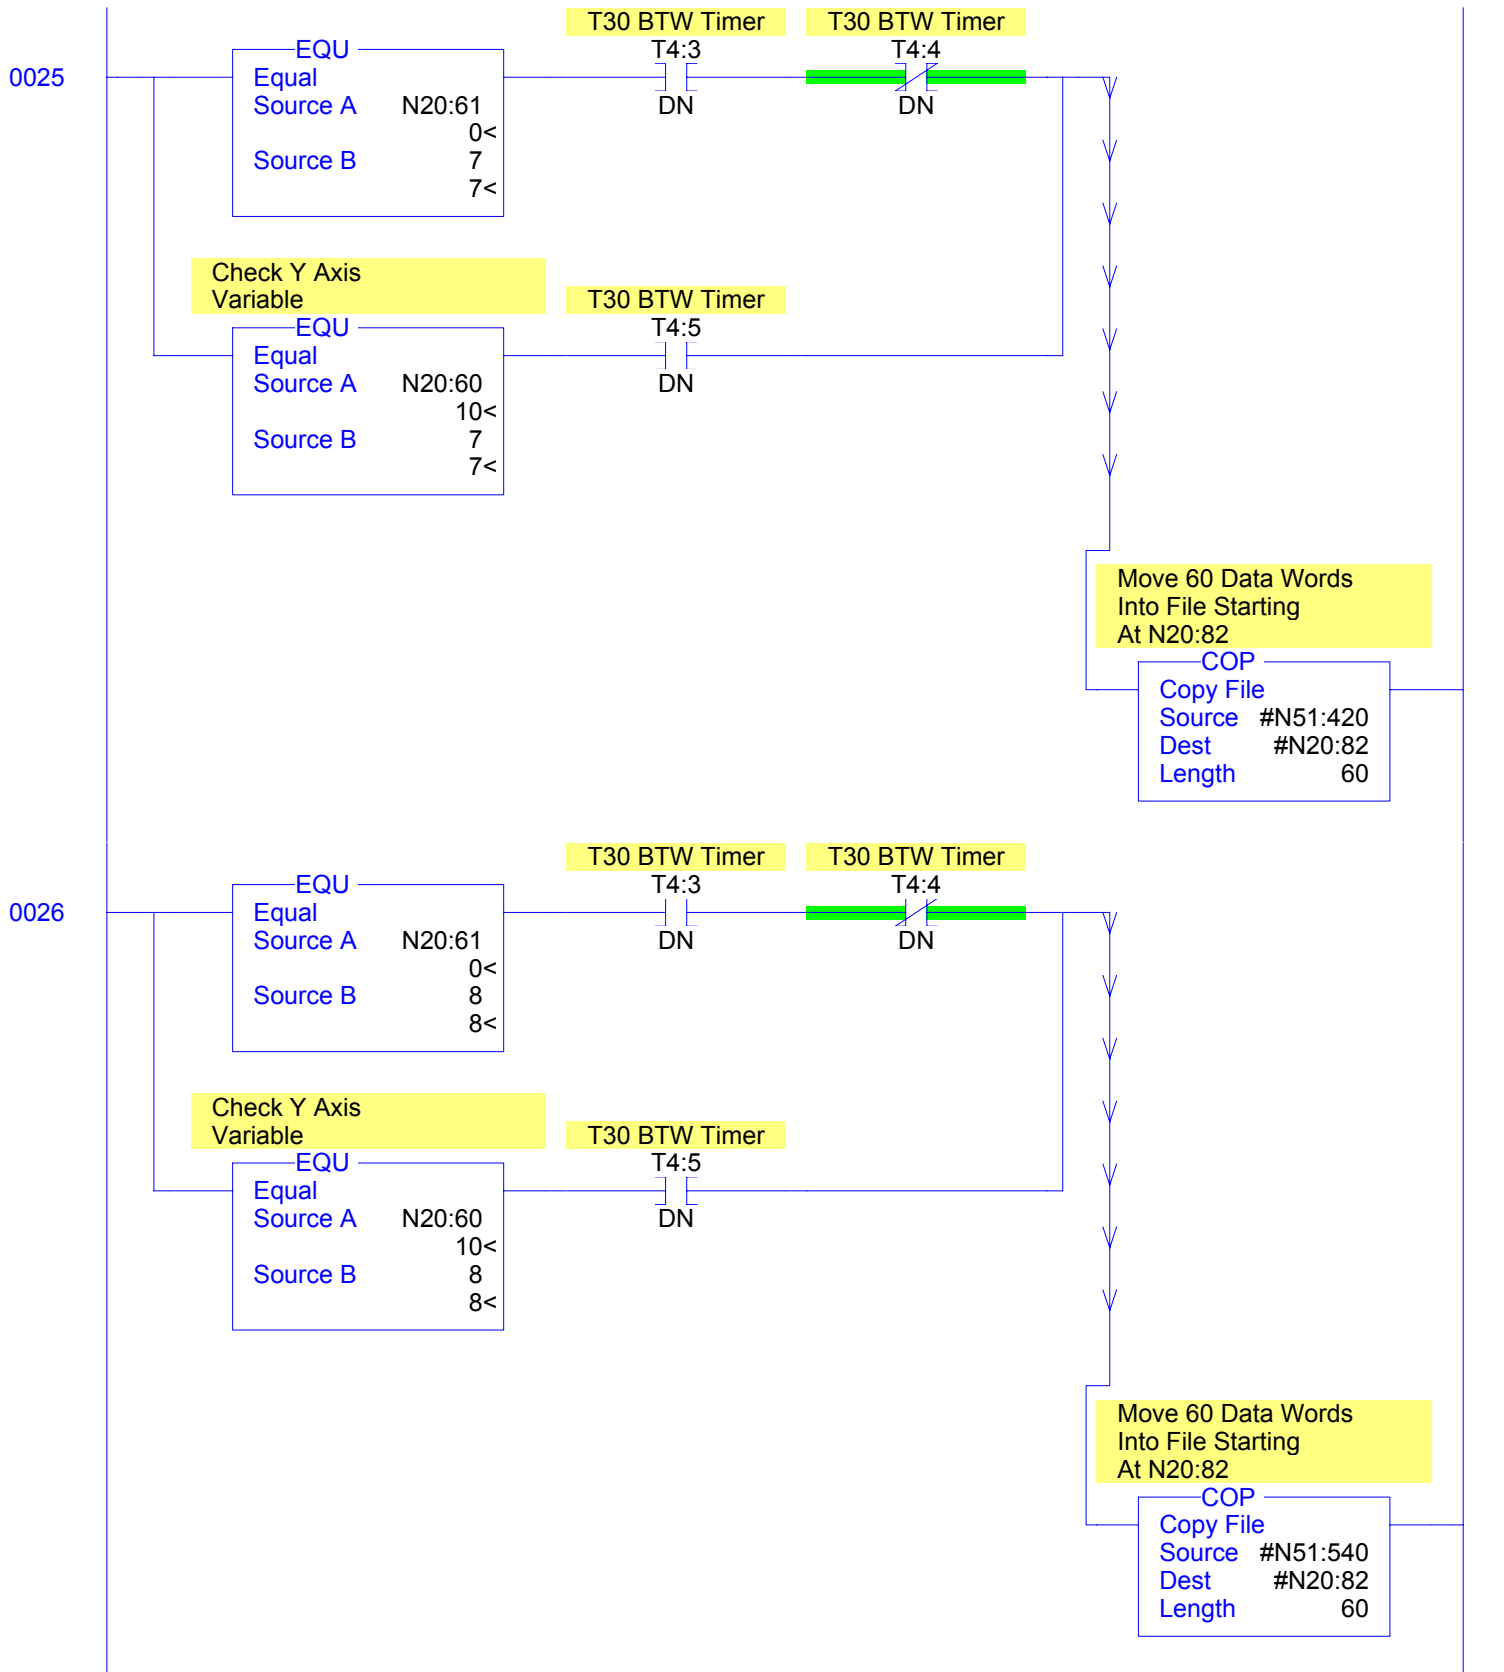 T30 BTW Timer T30 BTW Timer
EQU T4:3 T4:4
0025 Equal
Source A N20:61 DN DN
0<
Source B 7
7<
Check Y Axis
Variable T30 BTW Timer
EQU T4:5
Equal
Source A N20:60 DN
10<
Source B 7
7<
Move 60 Data Words
Into File Starting
At N20:82
COP
Copy File
Source #N51:420
Dest #N20:82
Length 60
T30 BTW Timer T30 BTW Timer
EQU T4:3 T4:4
0026 Equal
Source A N20:61 DN DN
0<
Source B 8
8<
Check Y Axis
Variable T30 BTW Timer
EQU T4:5
Equal
Source A N20:60 DN
10<
Source B 8
8<
Move 60 Data Words
Into File Starting
At N20:82
COP
Copy File
Source #N51:540
Dest #N20:82
Length 60